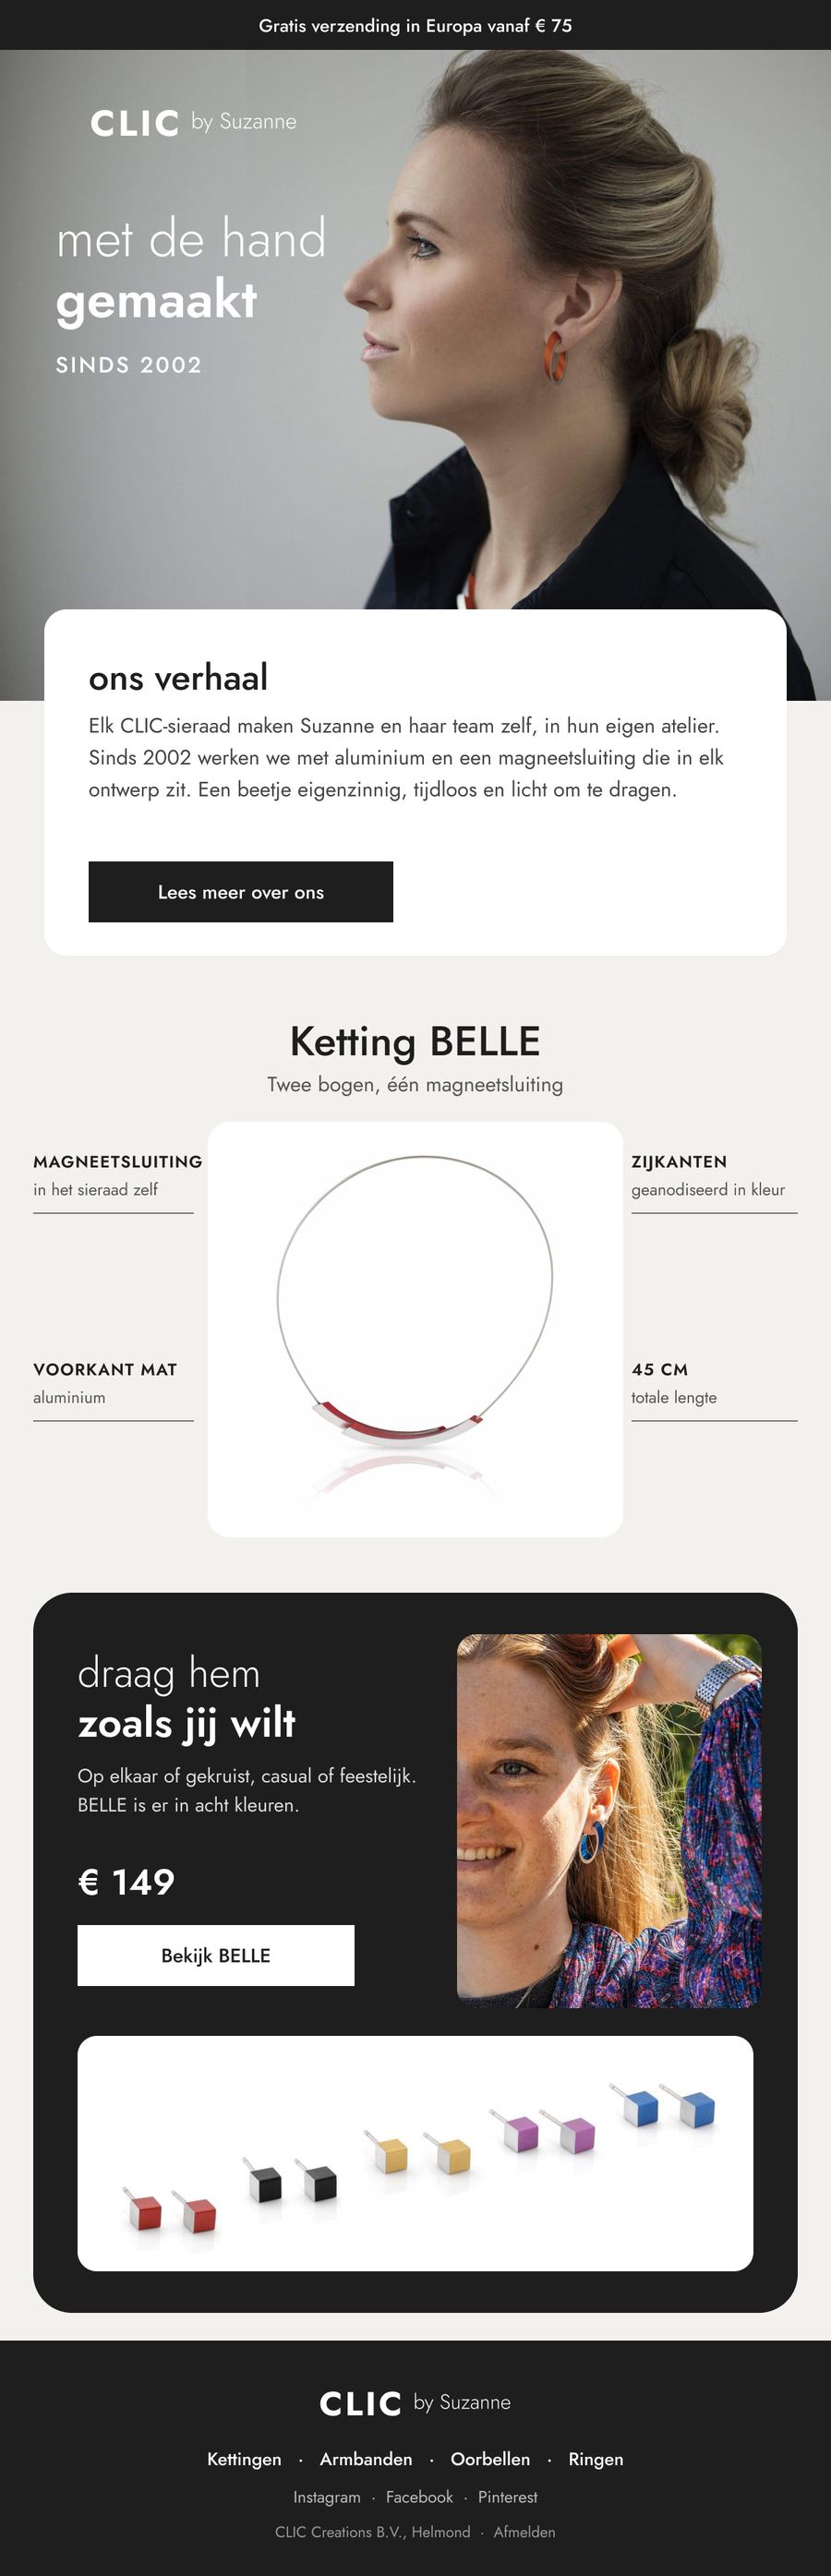 Gratis verzending in Europa vanaf € 75
CLIC by Suzanne
met de hand
gemaakt
SINDS 2002
ons verhaal
Elk CLIC-sieraad maken Suzanne en haar team zelf, in hun eigen atelier.
Sinds 2002 werken we met aluminium en een magneetsluiting die in elk
ontwerp zit. Een beetje eigenzinnig, tijdloos en licht om te dragen.
Lees meer over ons
Ketting BELLE
Twee bogen, één magneetsluiting
MAGNEETSLUITING
in het sieraad zelf
ZIJKANTEN
geanodiseerd in kleur
VOORKANT MAT
aluminium
45 CM
totale lengte
draag hem
zoals jij wilt
Op elkaar of gekruist, casual of feestelijk.
BELLE is er in acht kleuren.
€ 149
Bekijk BELLE
CLIC by Suzanne
Kettingen · Armbanden · Oorbellen · Ringen
Instagram · Facebook · Pinterest
CLIC Creations B.V., Helmond · Afmelden